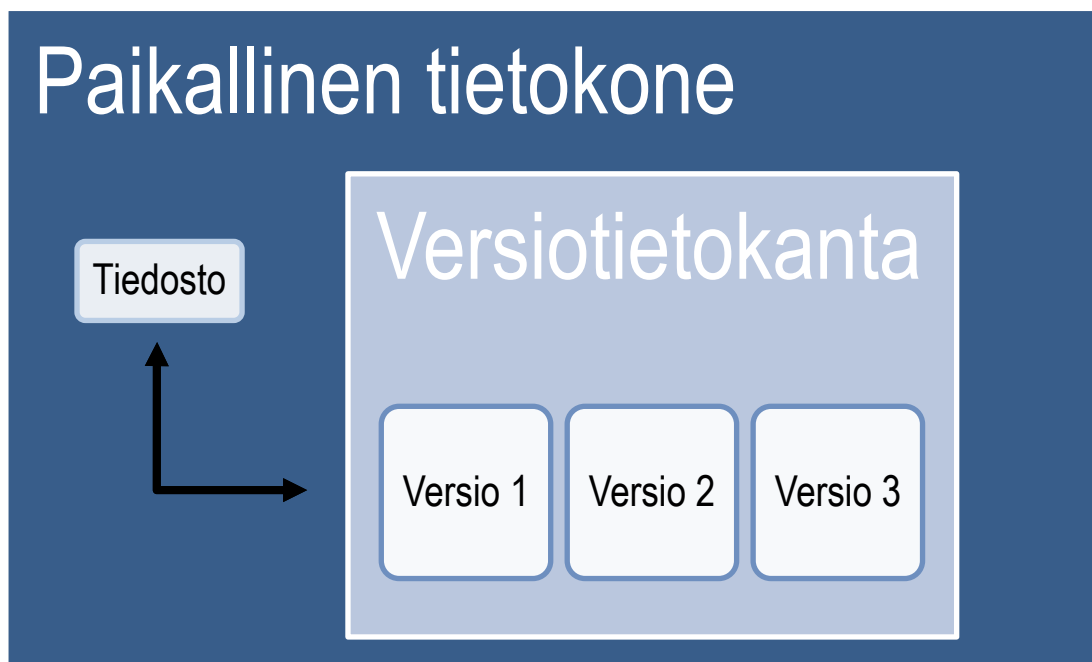 Paikallinen tietokone
Versiotietokanta
Tiedosto
Versio 1
Versio 2
Versio 3